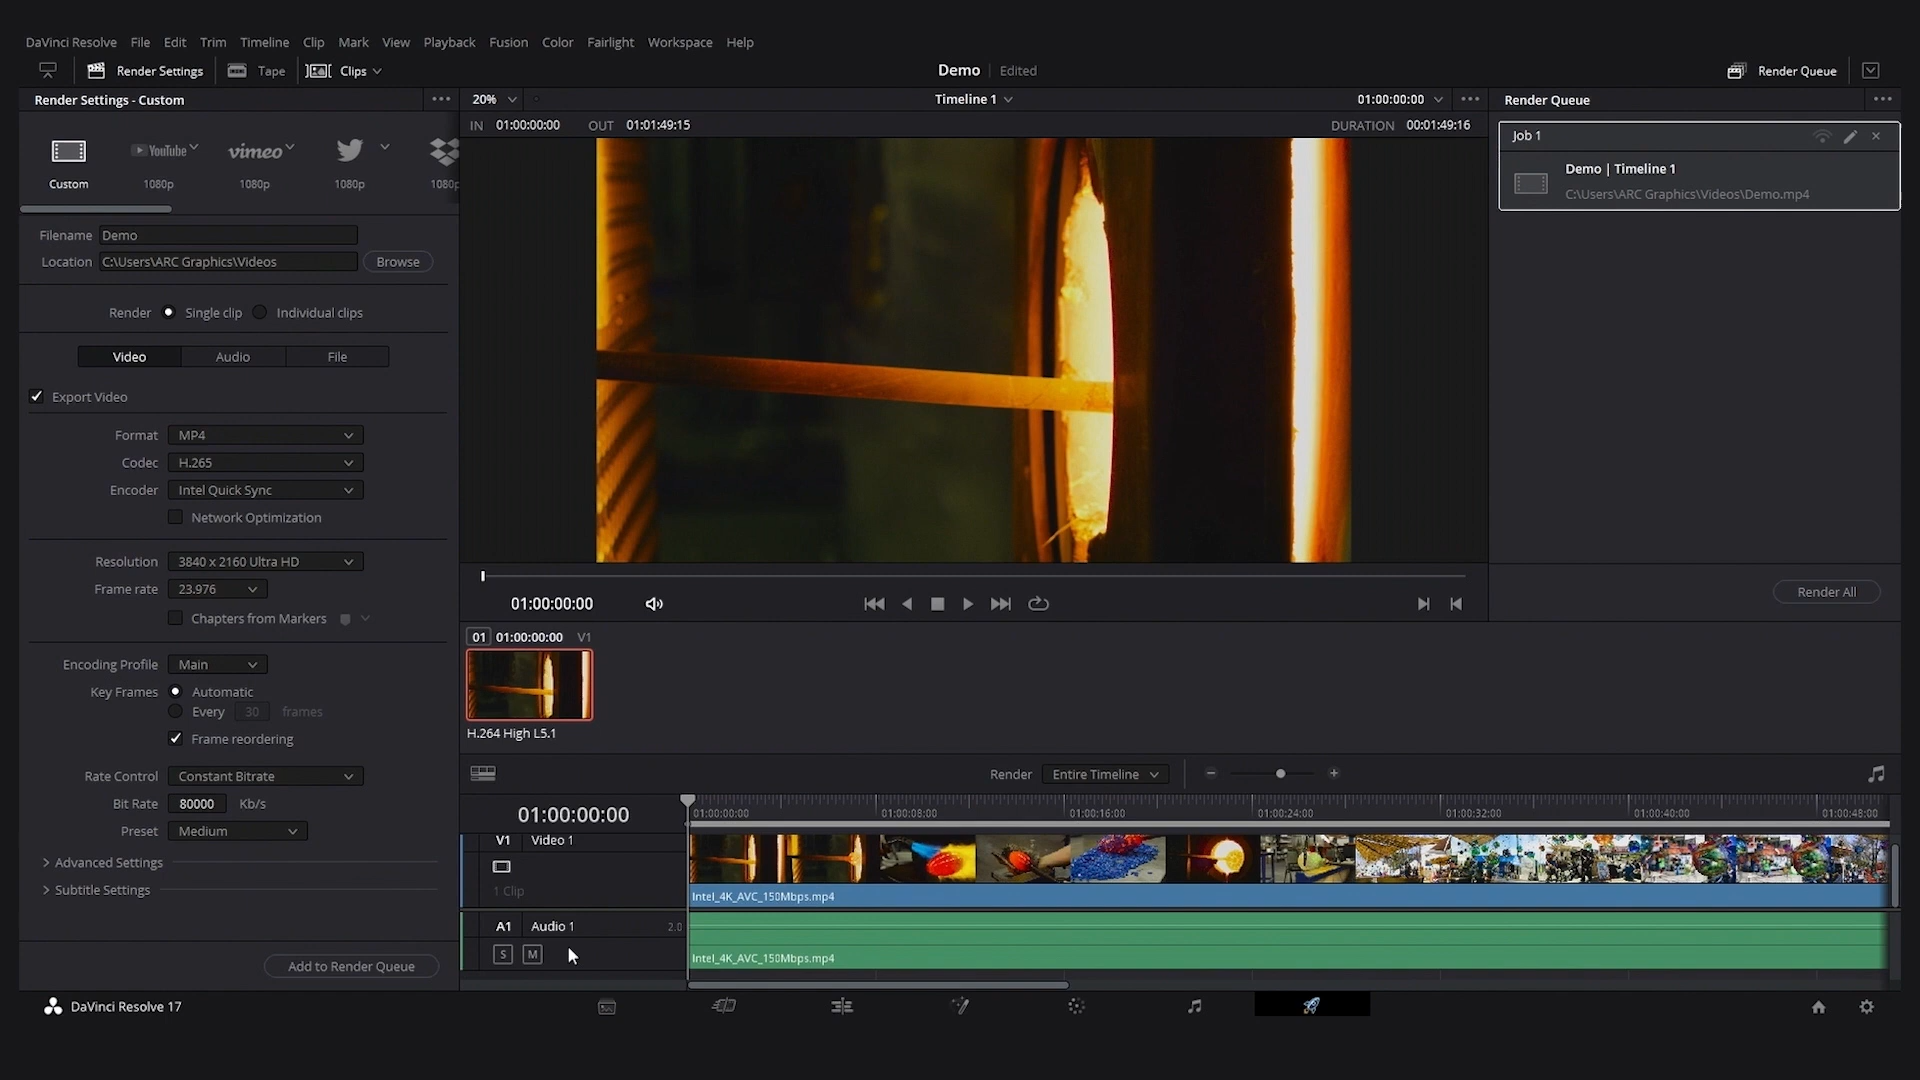 DaVinci Resolve File Edit Trim Timeline Clip Mark View Playback Fusion Color Fairlight Workspace Help
Render Settings Tape Clips Demo Edited Render Queue
Render Settings - Custom 20% Timeline 1 01:00:00:00 Render Queue
IN 01:00:00:00 OUT 01:01:49:15 DURATION 00:01:49:16
Job 1
YouTube vimeo
Custom 1080p 1080p 1080p 1080p
Demo | Timeline 1
C:\Users\ARC Graphics\Videos\Demo.mp4
Filename Demo
Location C:\Users\ARC Graphics\Videos Browse
Render Single clip Individual clips
Video Audio File
Export Video
Format MP4
Codec H.265
Encoder Intel Quick Sync
Network Optimization
Resolution 3840 x 2160 Ultra HD
Frame rate 23.976
Chapters from Markers
Render All
01:00:00:00
01 01:00:00:00 V1
H.264 High L5.1
Encoding Profile Main
Key Frames Automatic
Every 30 frames
Frame reordering
Rate Control Constant Bitrate
Bit Rate 80000 Kb/s
Preset Medium
Advanced Settings
Subtitle Settings
Add to Render Queue
Render Entire Timeline
01:00:00:00 01:00:00:00 01:00:08:00 01:00:16:00 01:00:24:00 01:00:32:00 01:00:40:00 01:00:48:00
V1 Video 1
1 Clip
Intel_4K_AVC_150Mbps.mp4
A1 Audio 1 2.0
S M
Intel_4K_AVC_150Mbps.mp4
DaVinci Resolve 17